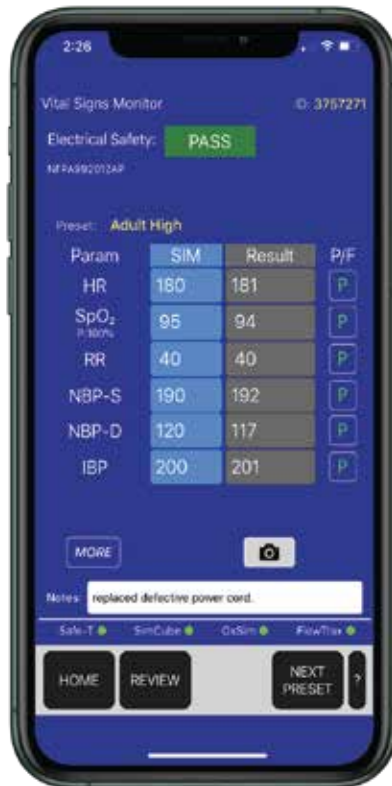 2:26
Vital Signs Monitor ID: 3757271
Electrical Safety: PASS
NFPA992012AP
Preset: Adult High
Param SIM Result P/F
HR 180 181 P
SpO₂ 95 94 P
RR 40 40 P
NBP-S 190 192 P
NBP-D 120 117 P
IBP 200 201 P
MORE
Notes: replaced defective power cord.
Safe-T SimCube OxSim FlowTrax
HOME REVIEW NEXT PRESET ?